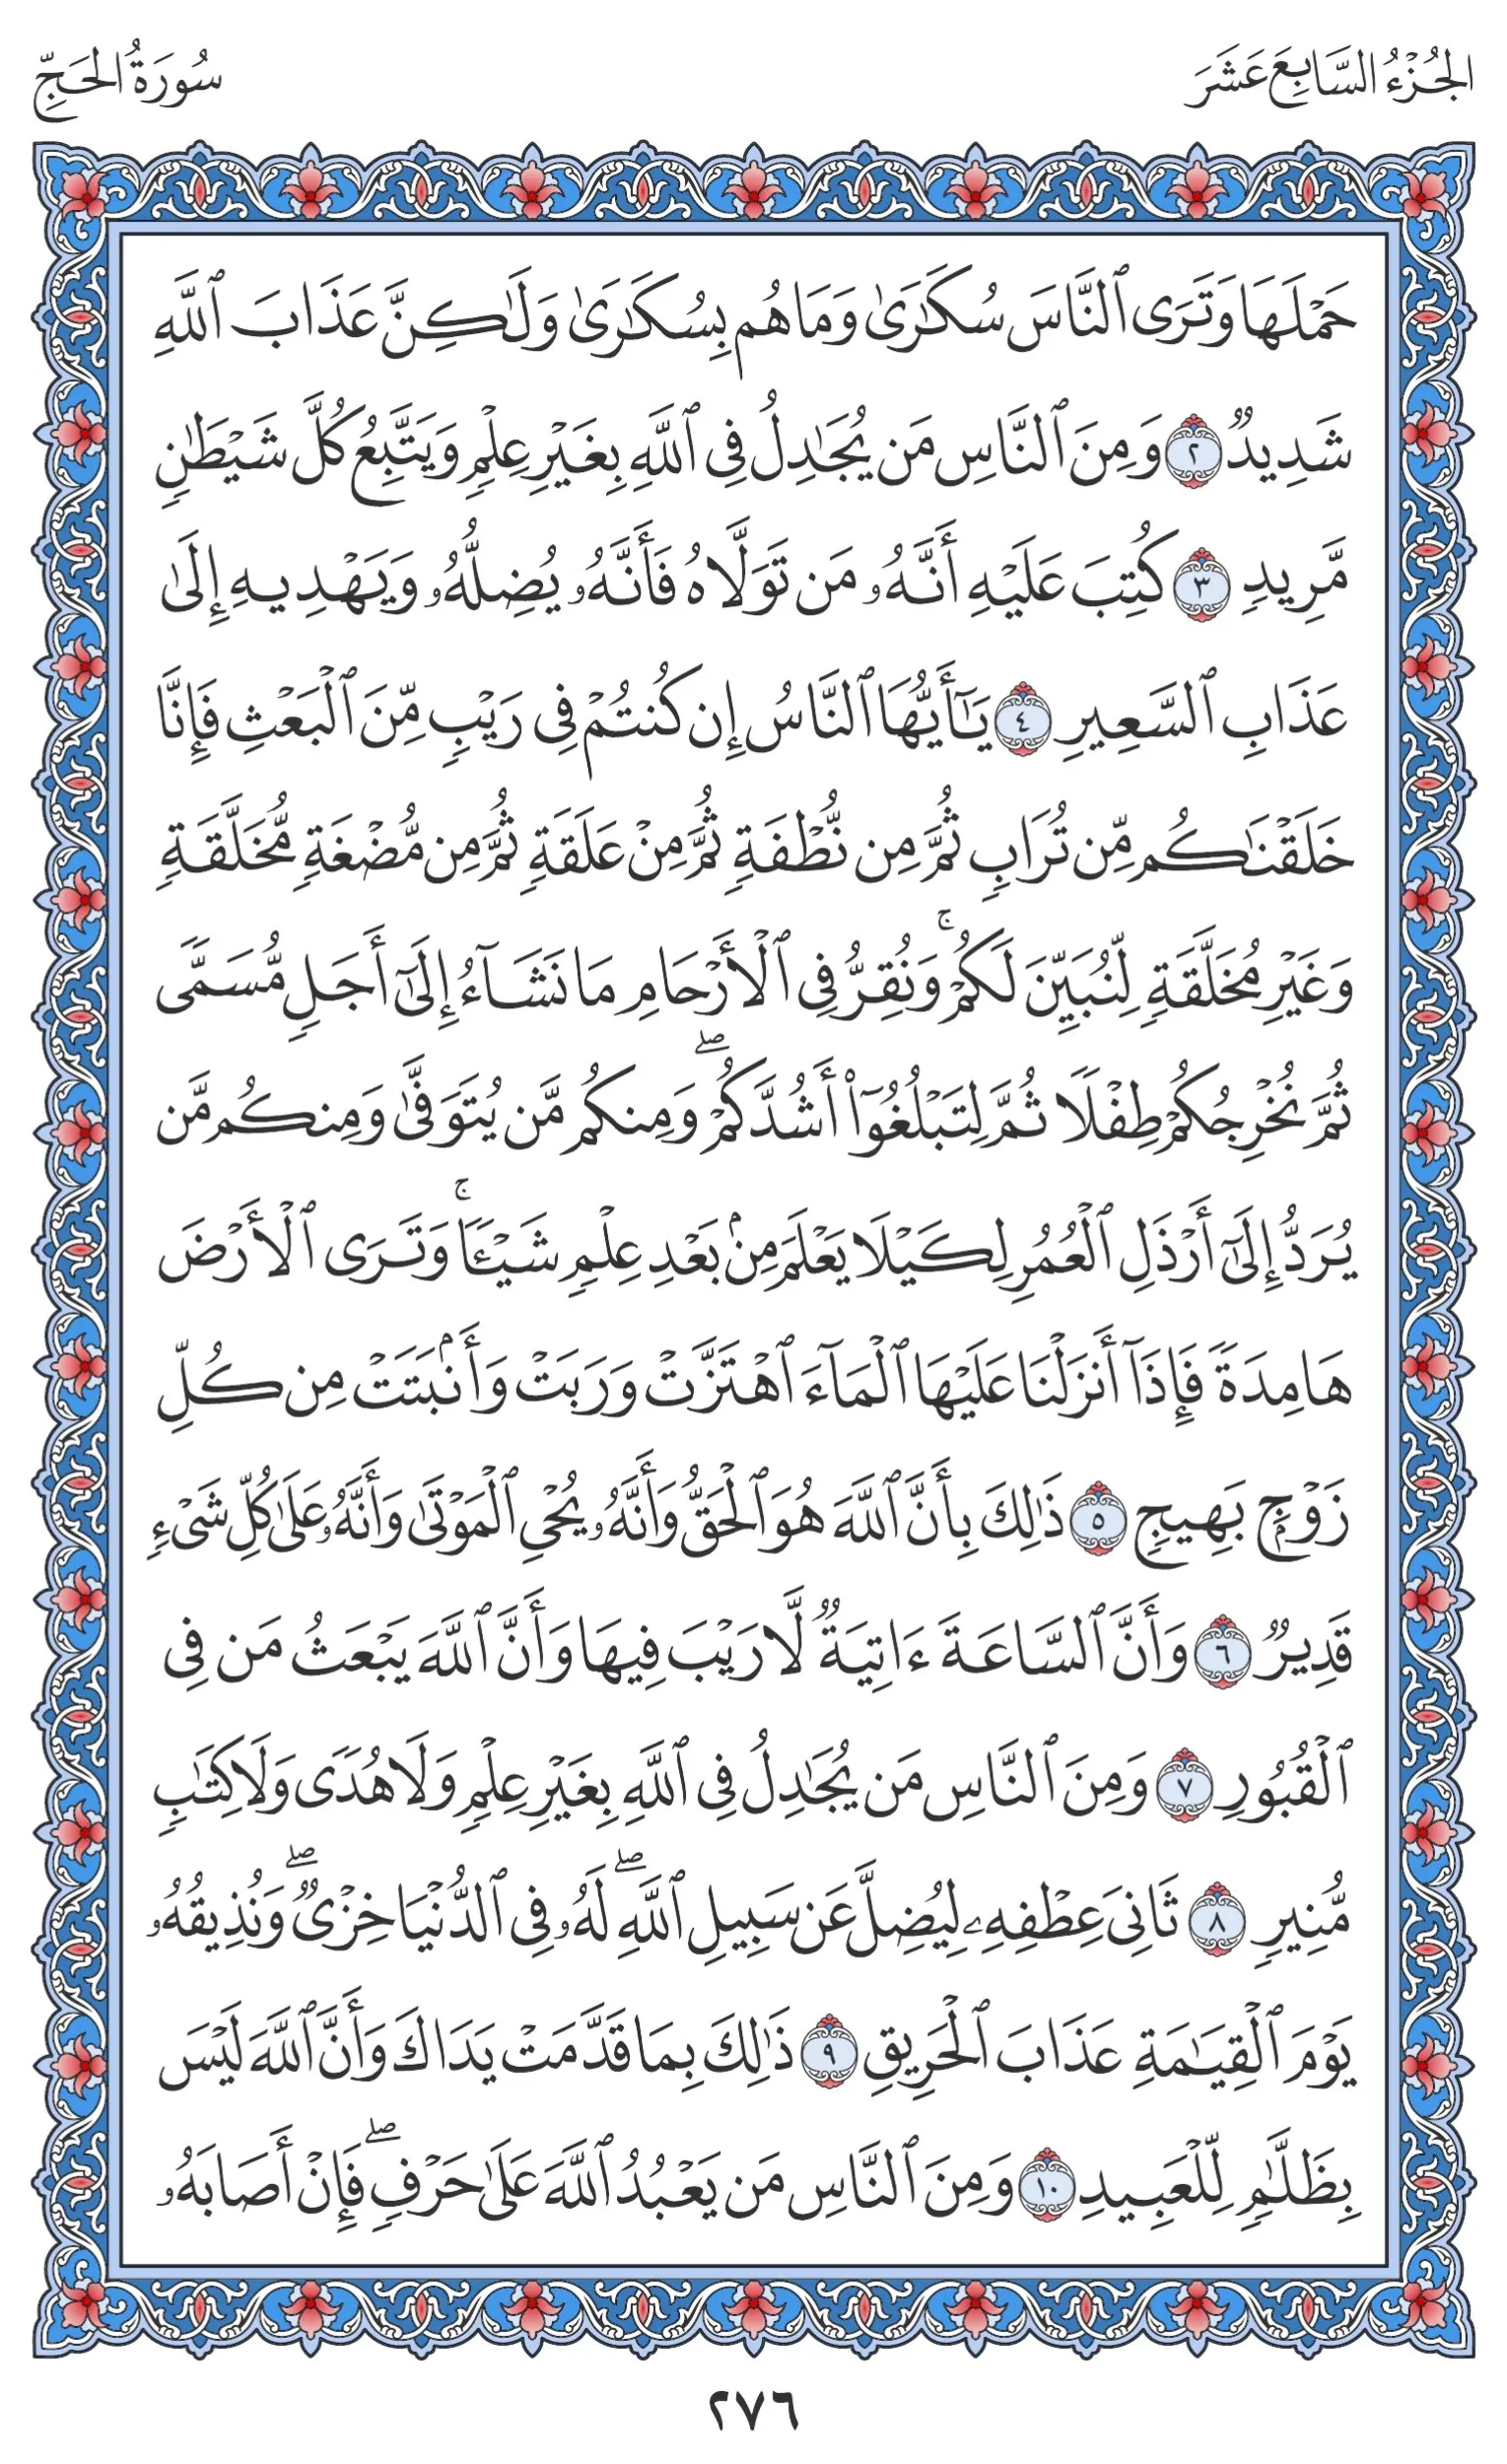 الجُزْءُ السَّابِعَ عَشَرَ
سُورَةُ الحَجِّ
حَمْلَهَا وَتَرَى ٱلنَّاسَ سُكَـٰرَىٰ وَمَا هُم بِسُكَـٰرَىٰ وَلَـٰكِنَّ عَذَابَ ٱللَّهِ
شَدِيدٌ ٢ وَمِنَ ٱلنَّاسِ مَن يُجَـٰدِلُ فِى ٱللَّهِ بِغَيْرِ عِلْمٍ وَيَتَّبِعُ كُلَّ شَيْطَـٰنٍ
مَّرِيدٍ ٣ كُتِبَ عَلَيْهِ أَنَّهُۥ مَن تَوَلَّاهُ فَأَنَّهُۥ يُضِلُّهُۥ وَيَهْدِيهِ إِلَىٰ
عَذَابِ ٱلسَّعِيرِ ٤ يَـٰٓأَيُّهَا ٱلنَّاسُ إِن كُنتُمْ فِى رَيْبٍ مِّنَ ٱلْبَعْثِ فَإِنَّا
خَلَقْنَـٰكُم مِّن تُرَابٍ ثُمَّ مِن نُّطْفَةٍ ثُمَّ مِنْ عَلَقَةٍ ثُمَّ مِن مُّضْغَةٍ مُّخَلَّقَةٍ
وَغَيْرِ مُخَلَّقَةٍ لِّنُبَيِّنَ لَكُمْ ۚ وَنُقِرُّ فِى ٱلْأَرْحَامِ مَا نَشَآءُ إِلَىٰٓ أَجَلٍ مُّسَمًّى
ثُمَّ نُخْرِجُكُمْ طِفْلًا ثُمَّ لِتَبْلُغُوٓا۟ أَشُدَّكُمْ ۖ وَمِنكُم مَّن يُتَوَفَّىٰ وَمِنكُم مَّن
يُرَدُّ إِلَىٰٓ أَرْذَلِ ٱلْعُمُرِ لِكَيْلَا يَعْلَمَ مِنۢ بَعْدِ عِلْمٍ شَيْـًٔا ۚ وَتَرَى ٱلْأَرْضَ
هَامِدَةً فَإِذَآ أَنزَلْنَا عَلَيْهَا ٱلْمَآءَ ٱهْتَزَّتْ وَرَبَتْ وَأَنۢبَتَتْ مِن كُلِّ
زَوْجٍۭ بَهِيجٍ ٥ ذَٰلِكَ بِأَنَّ ٱللَّهَ هُوَ ٱلْحَقُّ وَأَنَّهُۥ يُحْىِ ٱلْمَوْتَىٰ وَأَنَّهُۥ عَلَىٰ كُلِّ شَىْءٍ
قَدِيرٌ ٦ وَأَنَّ ٱلسَّاعَةَ ءَاتِيَةٌ لَّا رَيْبَ فِيهَا وَأَنَّ ٱللَّهَ يَبْعَثُ مَن فِى
ٱلْقُبُورِ ٧ وَمِنَ ٱلنَّاسِ مَن يُجَـٰدِلُ فِى ٱللَّهِ بِغَيْرِ عِلْمٍ وَلَا هُدًى وَلَا كِتَـٰبٍ
مُّنِيرٍ ٨ ثَانِىَ عِطْفِهِۦ لِيُضِلَّ عَن سَبِيلِ ٱللَّهِ ۖ لَهُۥ فِى ٱلدُّنْيَا خِزْىٌ ۖ وَنُذِيقُهُۥ
يَوْمَ ٱلْقِيَـٰمَةِ عَذَابَ ٱلْحَرِيقِ ٩ ذَٰلِكَ بِمَا قَدَّمَتْ يَدَاكَ وَأَنَّ ٱللَّهَ لَيْسَ
بِظَلَّـٰمٍ لِّلْعَبِيدِ ١٠ وَمِنَ ٱلنَّاسِ مَن يَعْبُدُ ٱللَّهَ عَلَىٰ حَرْفٍ ۖ فَإِنْ أَصَابَهُۥ
٢٧٦